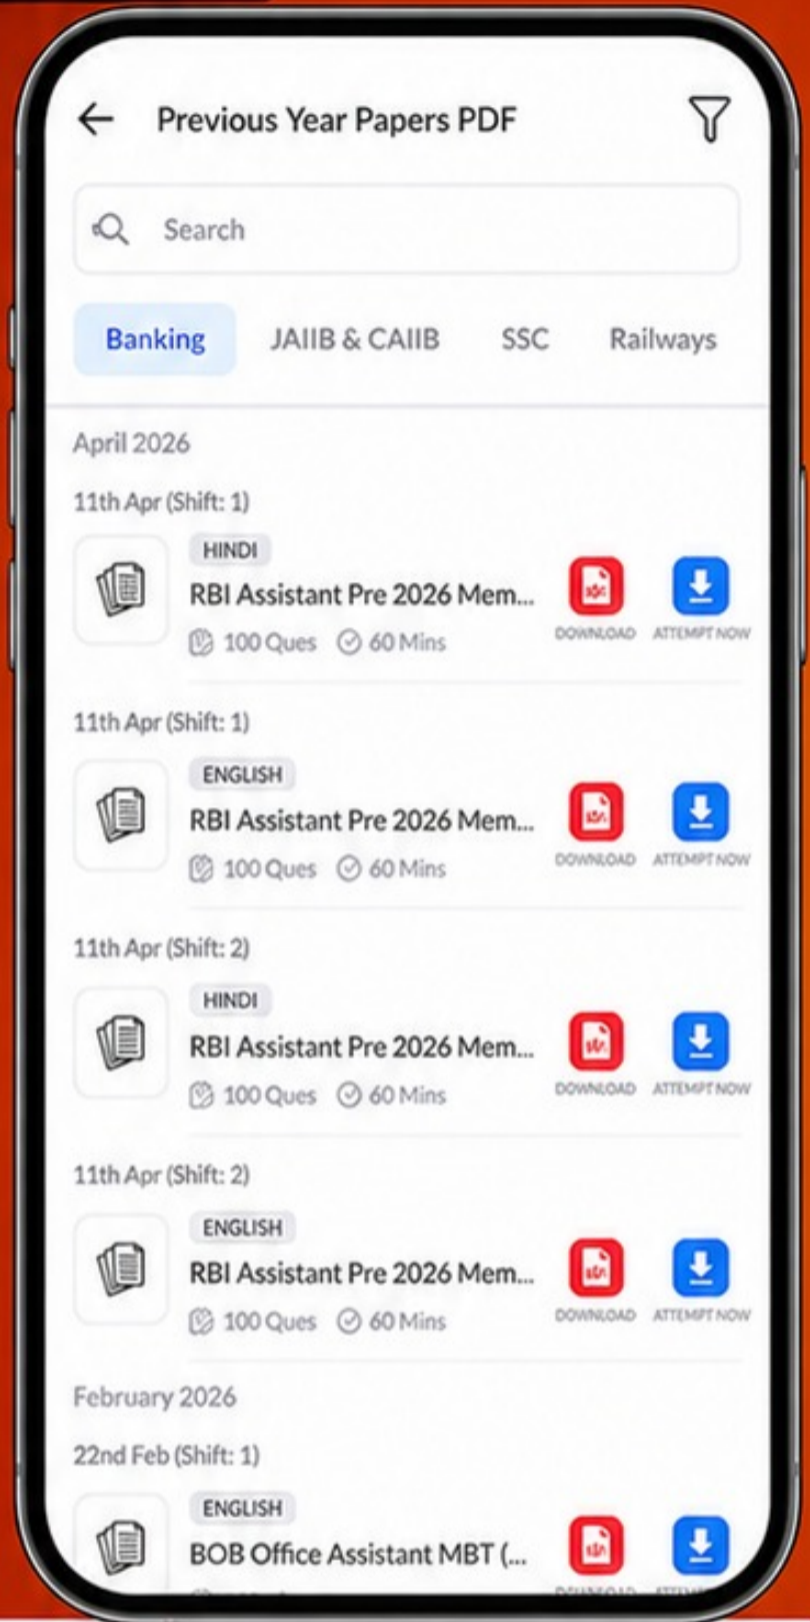 Previous Year Papers PDF
Search
Banking JAIIB & CAIIB SSC Railways
April 2026
11th Apr (Shift: 1)
HINDI
RBI Assistant Pre 2026 Mem...
100 Ques 60 Mins
DOWNLOAD ATTEMPT NOW
11th Apr (Shift: 1)
ENGLISH
RBI Assistant Pre 2026 Mem...
100 Ques 60 Mins
DOWNLOAD ATTEMPT NOW
11th Apr (Shift: 2)
HINDI
RBI Assistant Pre 2026 Mem...
100 Ques 60 Mins
DOWNLOAD ATTEMPT NOW
11th Apr (Shift: 2)
ENGLISH
RBI Assistant Pre 2026 Mem...
100 Ques 60 Mins
DOWNLOAD ATTEMPT NOW
February 2026
22nd Feb (Shift: 1)
ENGLISH
BOB Office Assistant MBT (...